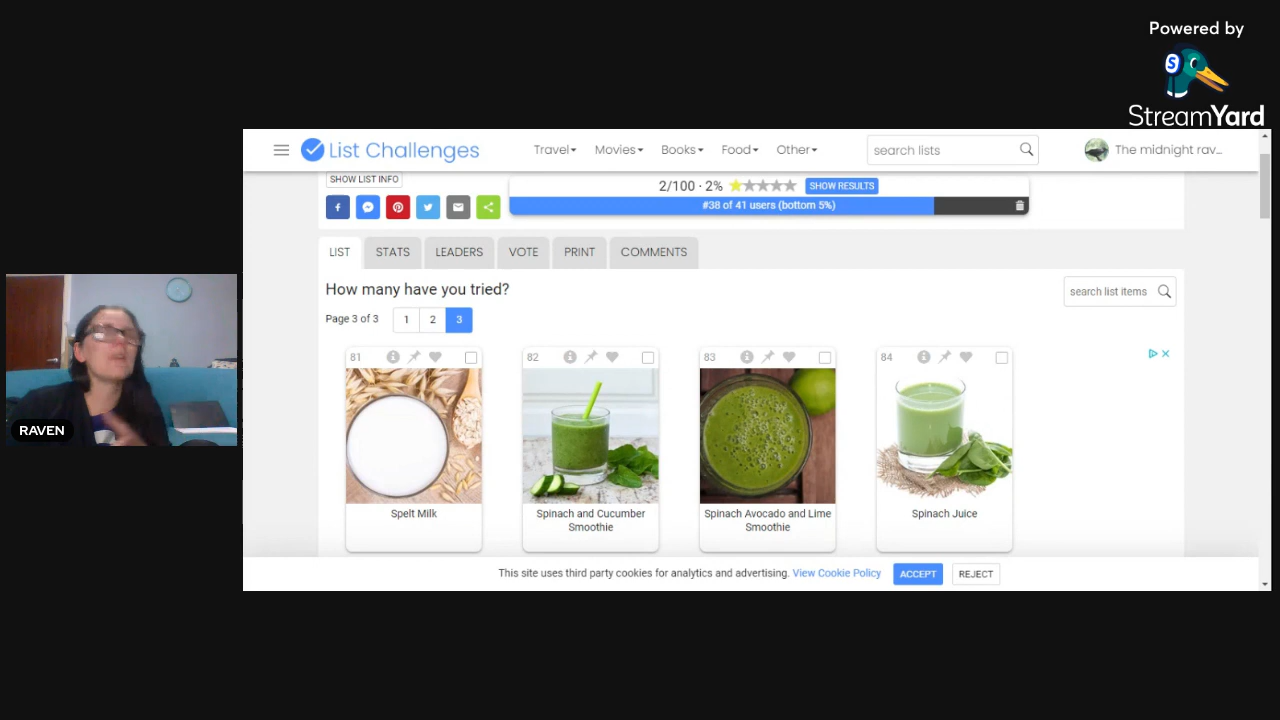 Powered by
StreamYard
List Challenges
Travel
Movies
Books
Food
Other
search lists
The midnight rav...
SHOW LIST INFO
2/100 · 2%
SHOW RESULTS
#38 of 41 users (bottom 5%)
LIST
STATS
LEADERS
VOTE
PRINT
COMMENTS
How many have you tried?
search list items
Page 3 of 3
1
2
3
81
82
83
84
Spelt Milk
Spinach and Cucumber
Smoothie
Spinach Avocado and Lime
Smoothie
Spinach Juice
This site uses third party cookies for analytics and advertising. View Cookie Policy
ACCEPT
REJECT
RAVEN